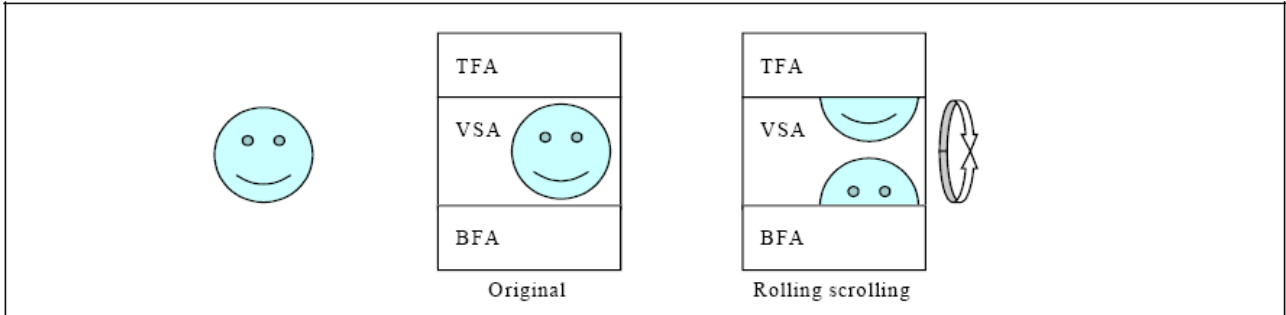 TFA
VSA
BFA
Original
TFA
VSA
BFA
Rolling scrolling